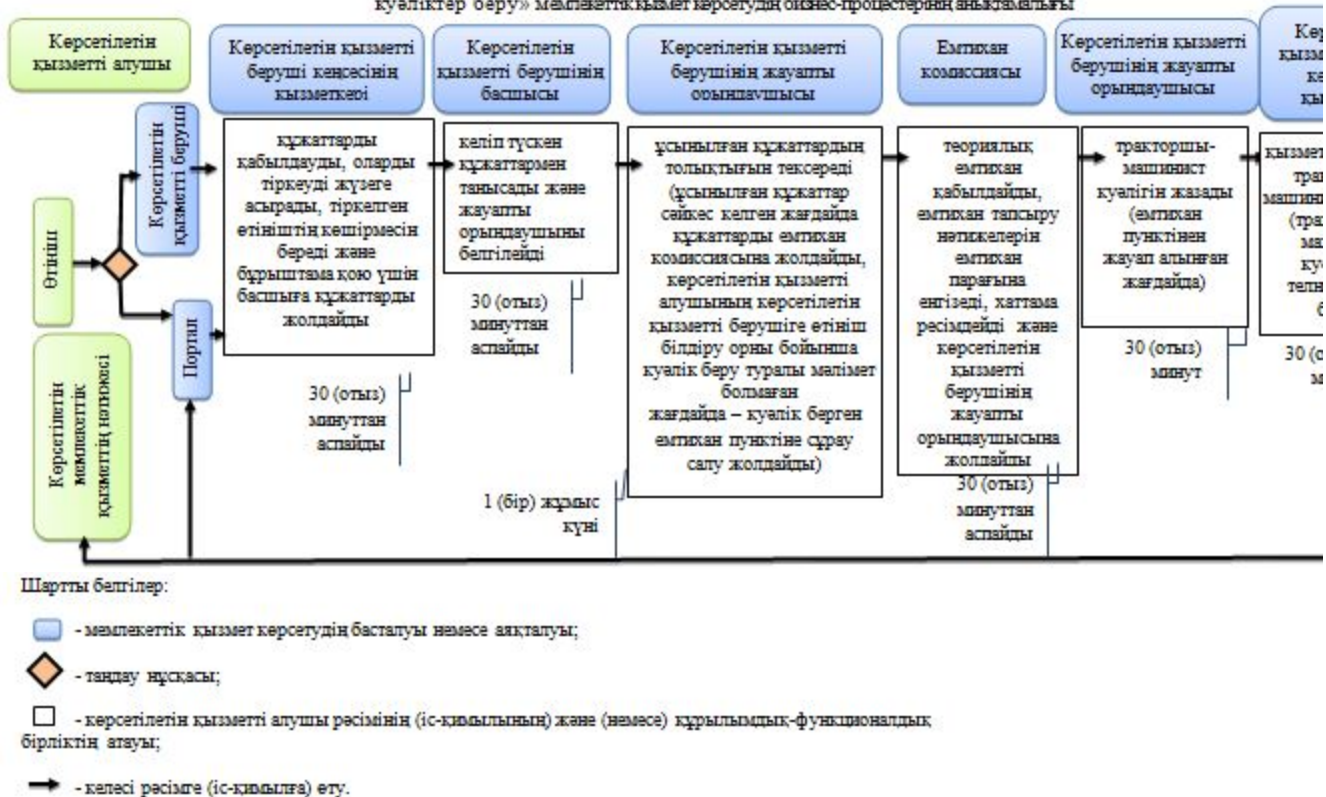 куәліктер беру» мемлекеттік қызмет көрсетудің бизнес-процестерінің анықтамалығы
Көрсетілетін
қызметті алушы
Көрсетілетін қызметті
беруші кеңсесінің
қызметкері
Көрсетілетін
қызметті берушінің
басшысы
Көрсетілетін қызметті
берушінің жауапты
орындаушысы
Емтихан
комиссиясы
Көрсетілетін қызметті
берушінің жауапты
орындаушысы
Өтініш
Көрсетілетін
қызметті беруші
Портал
Көрсетілетін
мемлекеттік
қызметтің нәтижесі
құжаттарды
қабылдауды, оларды
тіркеуді жүзеге
асырады, тіркелген
өтініштің көшірмесін
береді және
бұрыштама қою үшін
басшыға құжаттарды
жолдайды
30 (отыз)
минуттан
аспайды
келіп түскен
құжаттармен
танысады және
жауапты
орындаушыны
белгілейді
30 (отыз)
минуттан
аспайды
ұсынылған құжаттардың
толықтығын тексереді
(ұсынылған құжаттар
сәйкес келген жағдайда
құжаттарды емтихан
комиссиясына жолдайды,
көрсетілетін қызметті
алушының көрсетілетін
қызметті берушіге өтініш
білдіру орны бойынша
куәлік беру туралы мәлімет
болмаған
жағдайда – куәлік берген
емтихан пунктіне сұрау
салу жолдайды)
1 (бір) жұмыс
күні
теориялық
емтихан
қабылдайды,
емтихан тапсыру
нәтижелерін
емтихан
парағына
енгізеді, хаттама
ресімдейді және
көрсетілетін
қызметті
берушінің
жауапты
орындаушысына
жолдайды
30 (отыз)
минуттан
аспайды
тракторшы-
машинист
куәлігін жазады
(емтихан
пунктінен
жауап алынған
жағдайда)
30 (отыз)
минут
Шартты белгілер:
- мемлекеттік қызмет көрсетудің басталуы немесе аяқталуы;
- таңдау нұсқасы;
- көрсетілетін қызметті алушы рәсімінің (іс-қимылының) және (немесе) құрылымдық-функционалдық
бірліктің атауы;
- келесі рәсімге (іс-қимылға) өту.